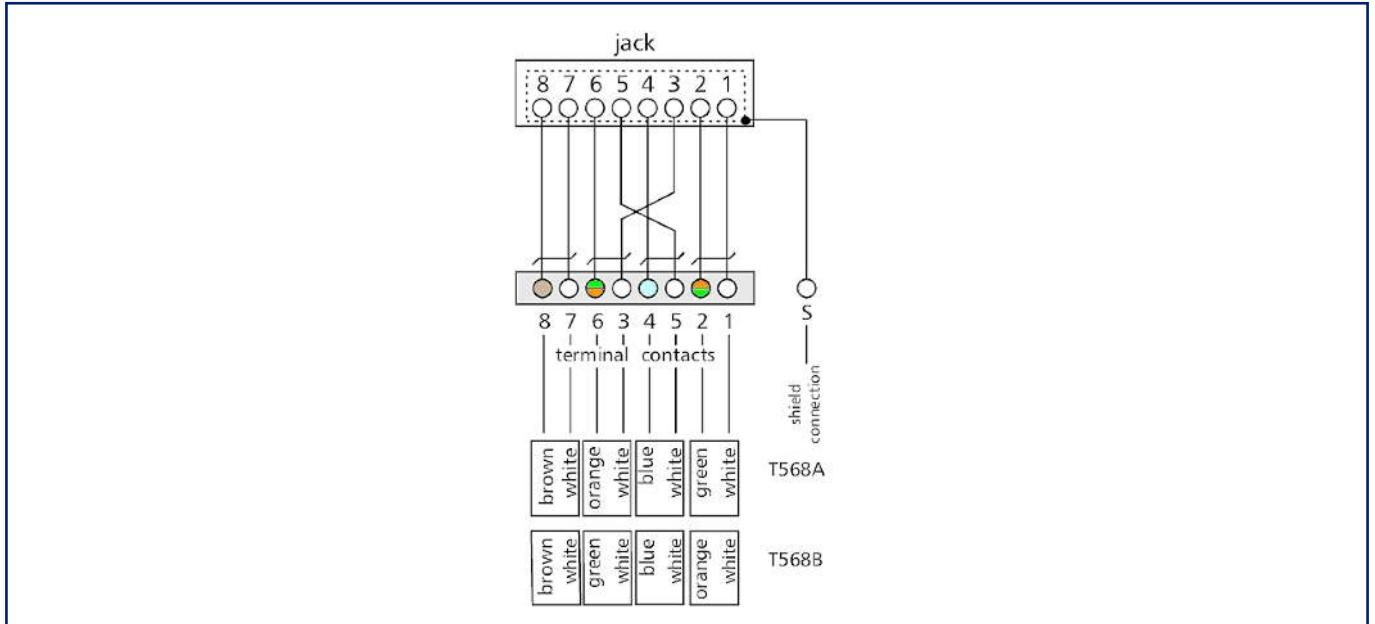 jack
8 7 6 5 4 3 2 1
8 7 6 3 4 5 2 1
S
terminal contacts
shield
connection
brown white orange white blue white green white T568A
brown white green white blue white orange white T568B